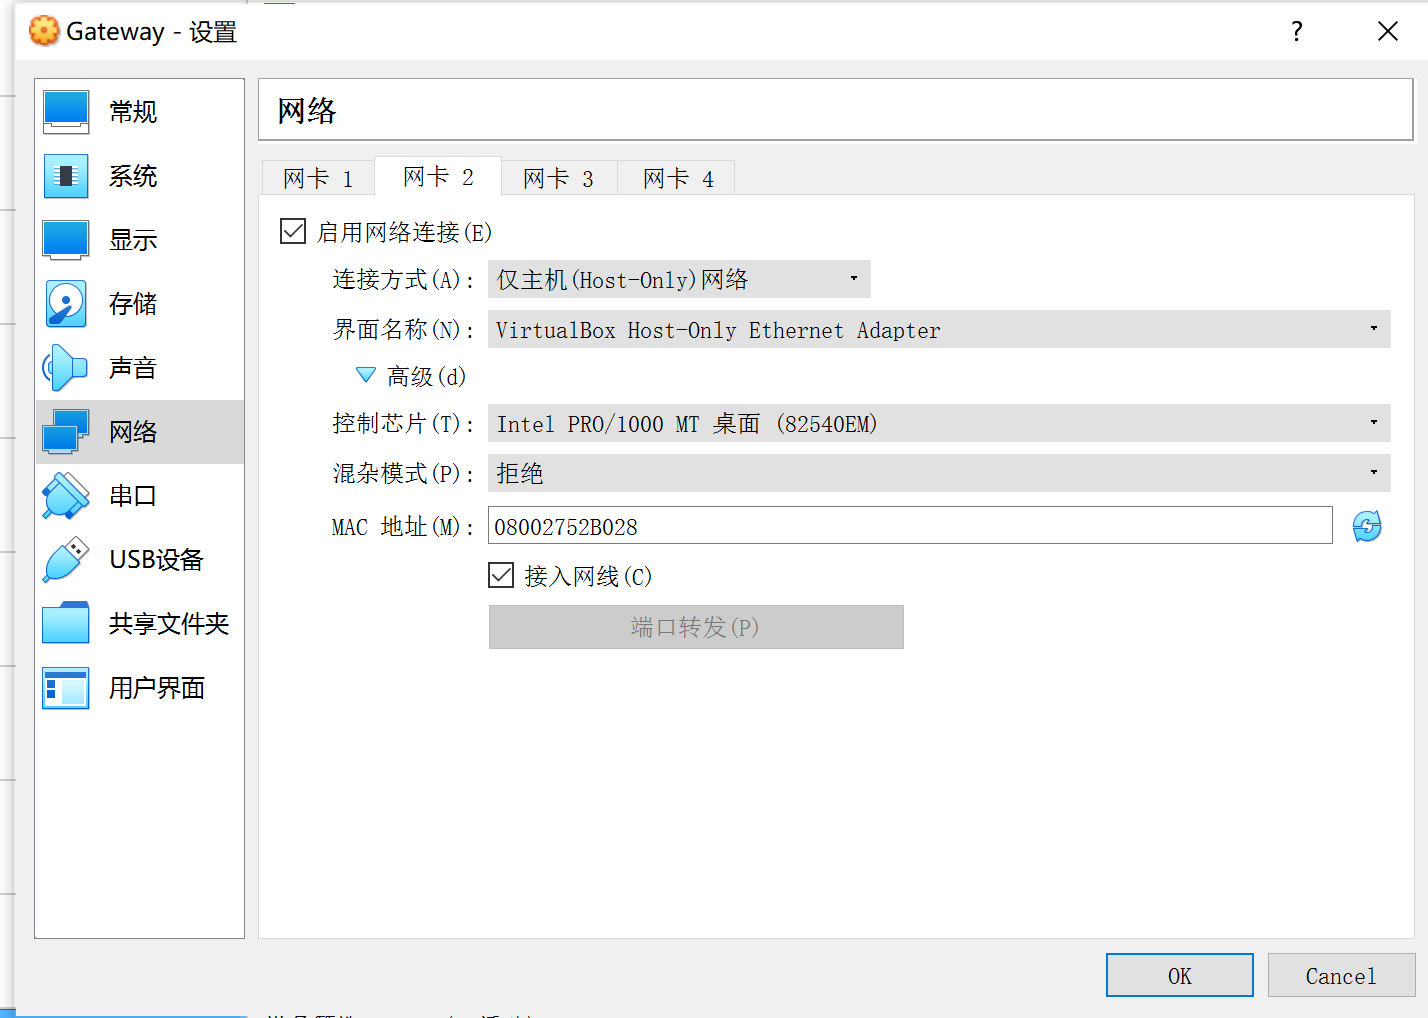 Gateway - 设置
?
常规
系统
显示
存储
声音
网络
串口
USB设备
共享文件夹
用户界面
网络
网卡 1 网卡 2 网卡 3 网卡 4
启用网络连接(E)
连接方式(A): 仅主机(Host-Only)网络
界面名称(N): VirtualBox Host-Only Ethernet Adapter
高级(d)
控制芯片(T): Intel PRO/1000 MT 桌面 (82540EM)
混杂模式(P): 拒绝
MAC 地址(M): 08002752B028
接入网线(C)
端口转发(P)
OK Cancel